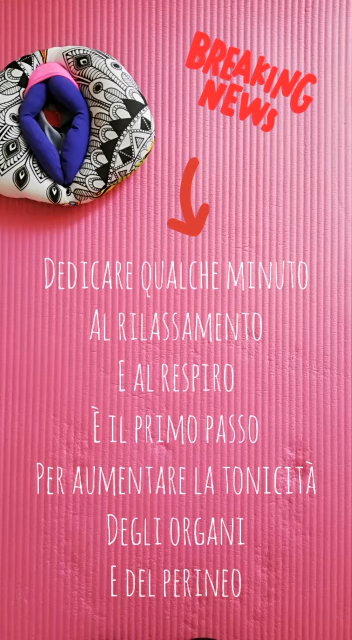 BREAKING
NEWS
DEDICARE QUALCHE MINUTO
AL RILASSAMENTO
E AL RESPIRO
È IL PRIMO PASSO
PER AUMENTARE LA TONICITÀ
DEGLI ORGANI
E DEL PERINEO